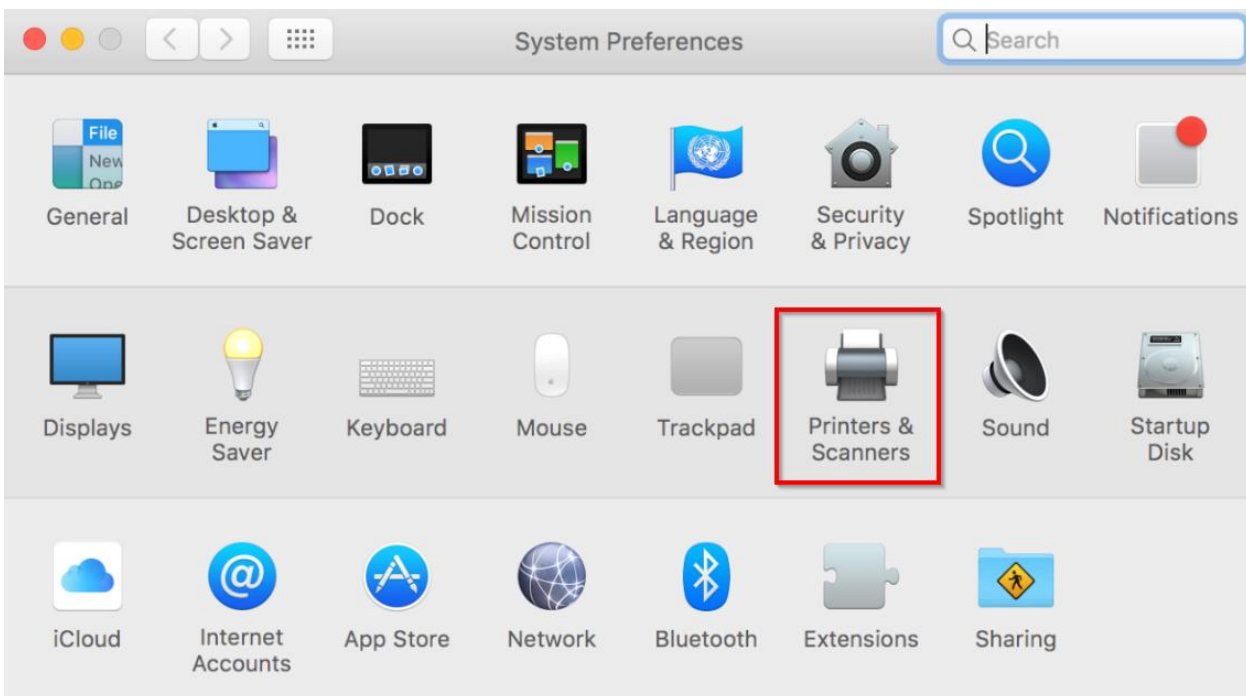 System Preferences
Search
File
New
Ope
General
Desktop &
Screen Saver
Dock
Mission
Control
Language
& Region
Security
& Privacy
Spotlight
Notifications
Displays
Energy
Saver
Keyboard
Mouse
Trackpad
Printers &
Scanners
Sound
Startup
Disk
iCloud
Internet
Accounts
App Store
Network
Bluetooth
Extensions
Sharing